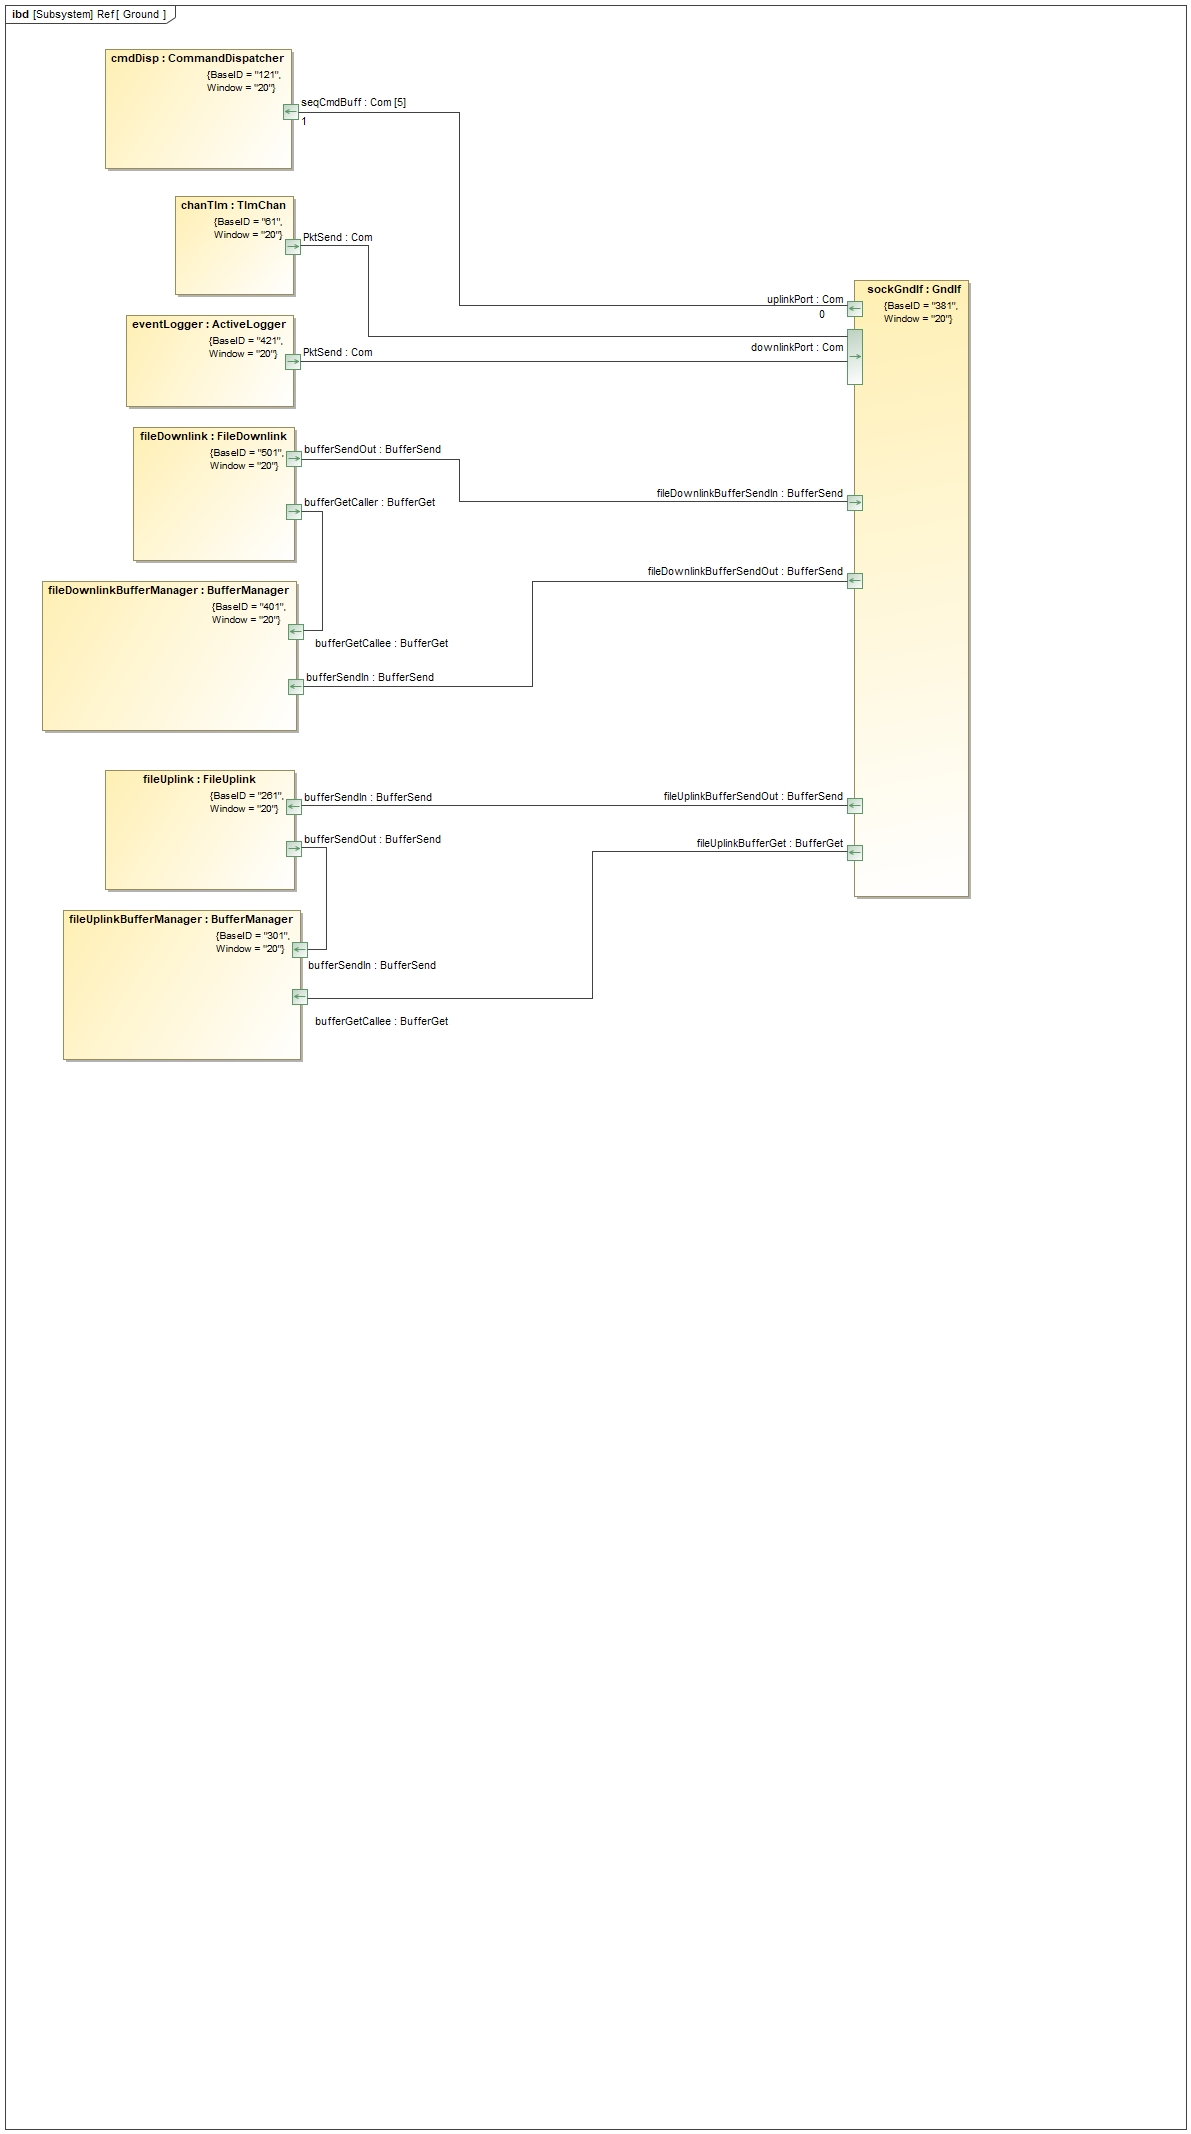 ibd [Subsystem] Ref [ Ground ]
cmdDisp : CommandDispatcher
{BaseID = "121",
Window = "20"}
seqCmdBuff : Com [5]
1
chanTlm : TlmChan
{BaseID = "61",
Window = "20"}
PktSend : Com
sockGndIf : GndIf
{BaseID = "381",
Window = "20"}
uplinkPort : Com
0
eventLogger : ActiveLogger
{BaseID = "421",
Window = "20"}
PktSend : Com
downlinkPort : Com
fileDownlink : FileDownlink
{BaseID = "501",
Window = "20"}
bufferSendOut : BufferSend
fileDownlinkBufferSendIn : BufferSend
bufferGetCaller : BufferGet
fileDownlinkBufferSendOut : BufferSend
fileDownlinkBufferManager : BufferManager
{BaseID = "401",
Window = "20"}
bufferGetCallee : BufferGet
bufferSendIn : BufferSend
fileUplink : FileUplink
{BaseID = "261",
Window = "20"}
bufferSendIn : BufferSend
fileUplinkBufferSendOut : BufferSend
bufferSendOut : BufferSend
fileUplinkBufferGet : BufferGet
fileUplinkBufferManager : BufferManager
{BaseID = "301",
Window = "20"}
bufferSendIn : BufferSend
bufferGetCallee : BufferGet